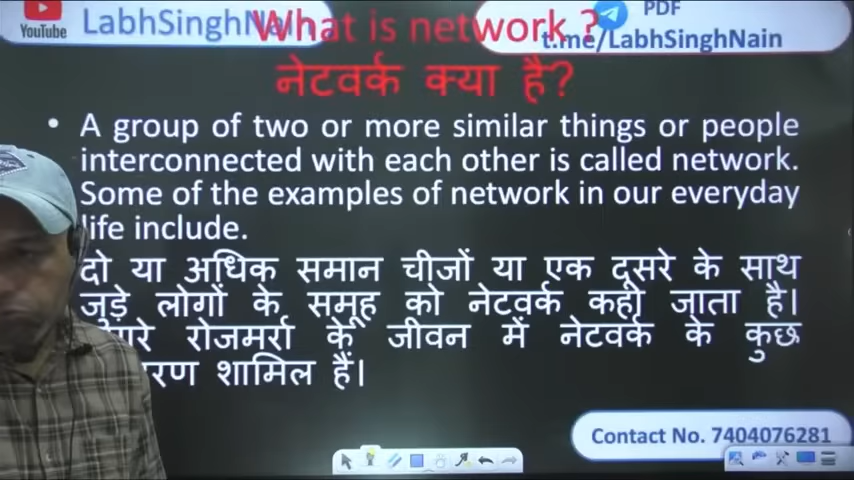 YouTube
LabhSinghNain
PDF
t.me/LabhSinghNain
What is network ?
नेटवर्क क्या है?
• A group of two or more similar things or people
interconnected with each other is called network.
Some of the examples of network in our everyday
life include.
दो या अधिक समान चीजों या एक दूसरे के साथ
जुड़े लोगों के समूह को नेटवर्क कहा जाता है।
रोजमर्रा के जीवन में नेटवर्क के कुछ
शामिल हैं।
Contact No. 7404076281